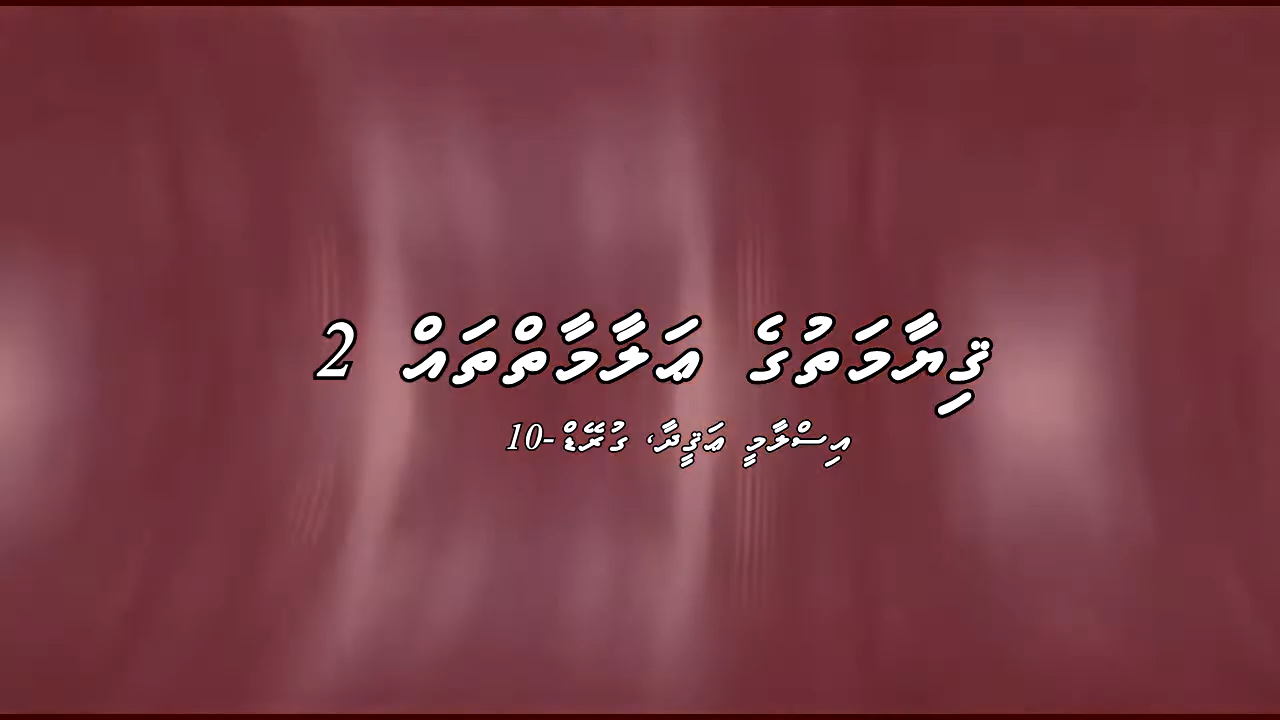 ޤިޔާމަތުގެ ޢަލާމާތްތައް 2
އިސްލާމީ ޢަޤީދާ، ގުރޭޑް-10